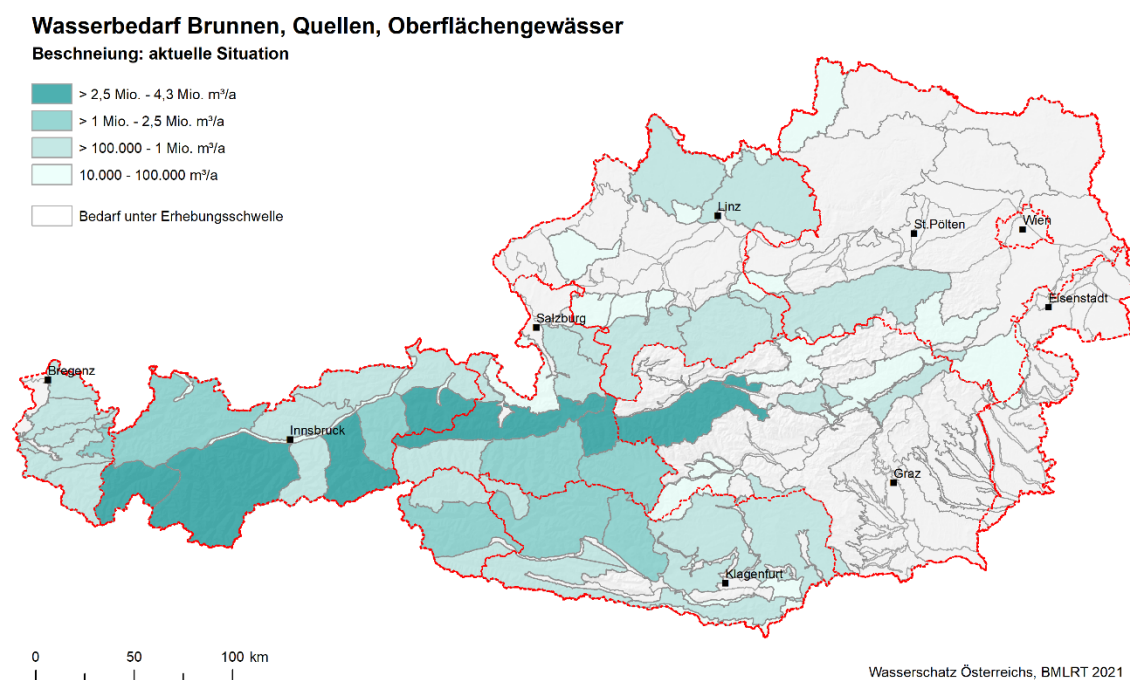 Wasserbedarf Brunnen, Quellen, Oberflächengewässer
Beschneiung: aktuelle Situation
> 2,5 Mio. - 4,3 Mio. m³/a
> 1 Mio. - 2,5 Mio. m³/a
> 100.000 - 1 Mio. m³/a
10.000 - 100.000 m³/a
Bedarf unter Erhebungsschwelle
Linz
St.Pölten
Wien
Eisenstadt
Salzburg
Bregenz
Innsbruck
Graz
Klagenfurt
0 50 100 km
Wasserschatz Österreichs, BMLRT 2021